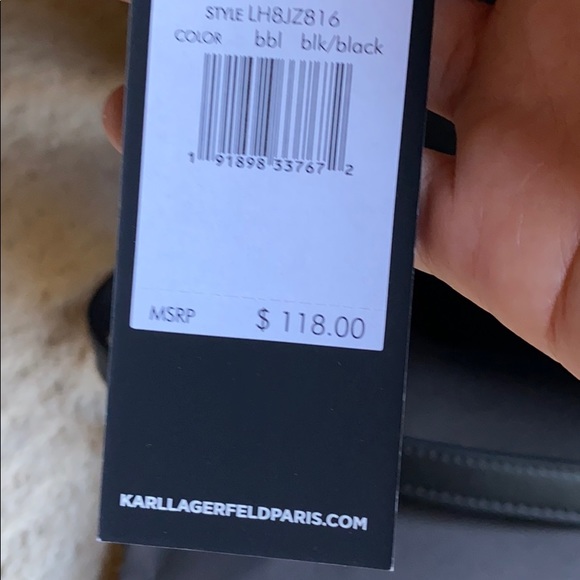 STYLE LH8JZ816
COLOR bbl blk/black
1 91898 33767 2
MSRP $ 118.00
KARLLAGERFELDPARIS.COM